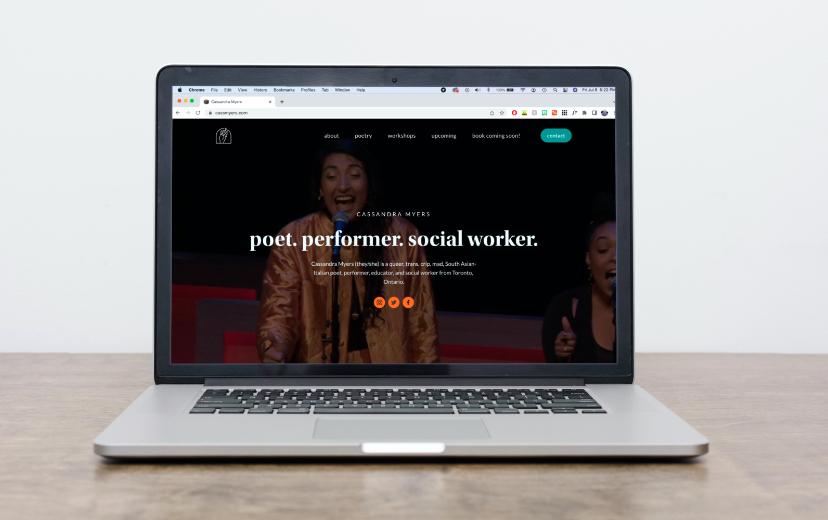 Chrome File Edit View History Bookmarks Profiles Tab Window Help
Cassandra Myers
cassmyers.com
about poetry workshops upcoming book coming soon! contact
CASSANDRA MYERS
poet. performer. social worker.
Cassandra Myers (they/she) is a queer, trans, crip, mad, South Asian-
Italian poet, performer, educator, and social worker from Toronto,
Ontario.